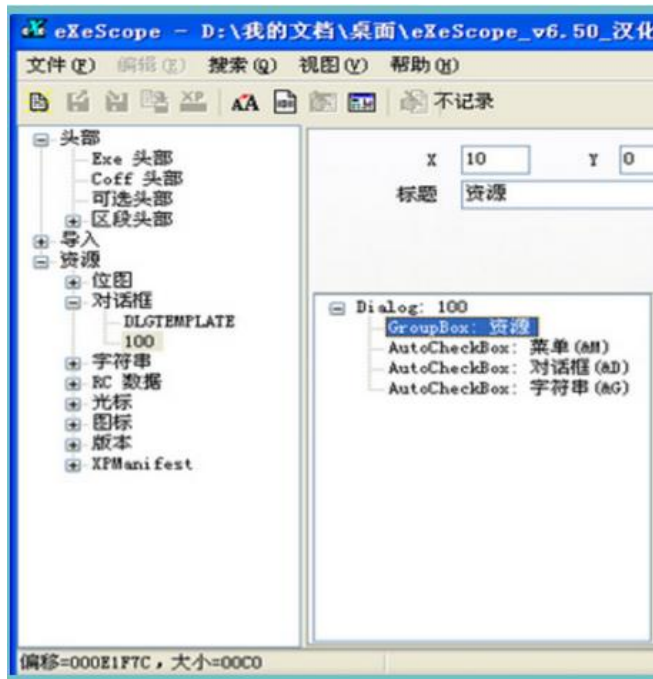 eXeScope - D:\我的文档\桌面\eXeScope_v6.50_汉化
文件(F) 编辑(E) 搜索(Q) 视图(V) 帮助(H)
不记录
头部
Exe 头部
Coff 头部
可选头部
区段头部
导入
资源
位图
对话框
DLGTEMPLATE
100
字符串
RC 数据
光标
图标
版本
XPManifest
X 10 Y 0
标题 资源
Dialog: 100
GroupBox: 资源
AutoCheckBox: 菜单(&M)
AutoCheckBox: 对话框(&D)
AutoCheckBox: 字符串(&G)
偏移=000E1F7C，大小=00C0